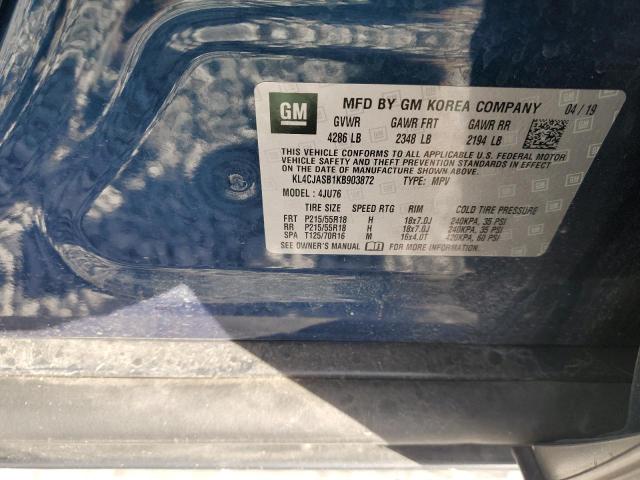 GM
MFD BY GM KOREA COMPANY 04/19
GVWR GAWR FRT GAWR RR
4286 LB 2348 LB 2194 LB
THIS VEHICLE CONFORMS TO ALL APPLICABLE U.S. FEDERAL MOTOR
VEHICLE SAFETY, BUMPER, AND THEFT PREVENTION STANDARDS IN EFFECT
ON THE DATE OF MANUFACTURE SHOWN ABOVE.
KL4CJASB1KB903872 TYPE: MPV
MODEL: 4JU76
TIRE SIZE SPEED RTG RIM COLD TIRE PRESSURE
FRT P215/55R18 H 18x7.0J 240KPA, 35 PSI
RR P215/55R18 H 18x7.0J 240KPA, 35 PSI
SPA T125/70R16 M 16x4.0T 420KPA, 60 PSI
SEE OWNER'S MANUAL FOR MORE INFORMATION.